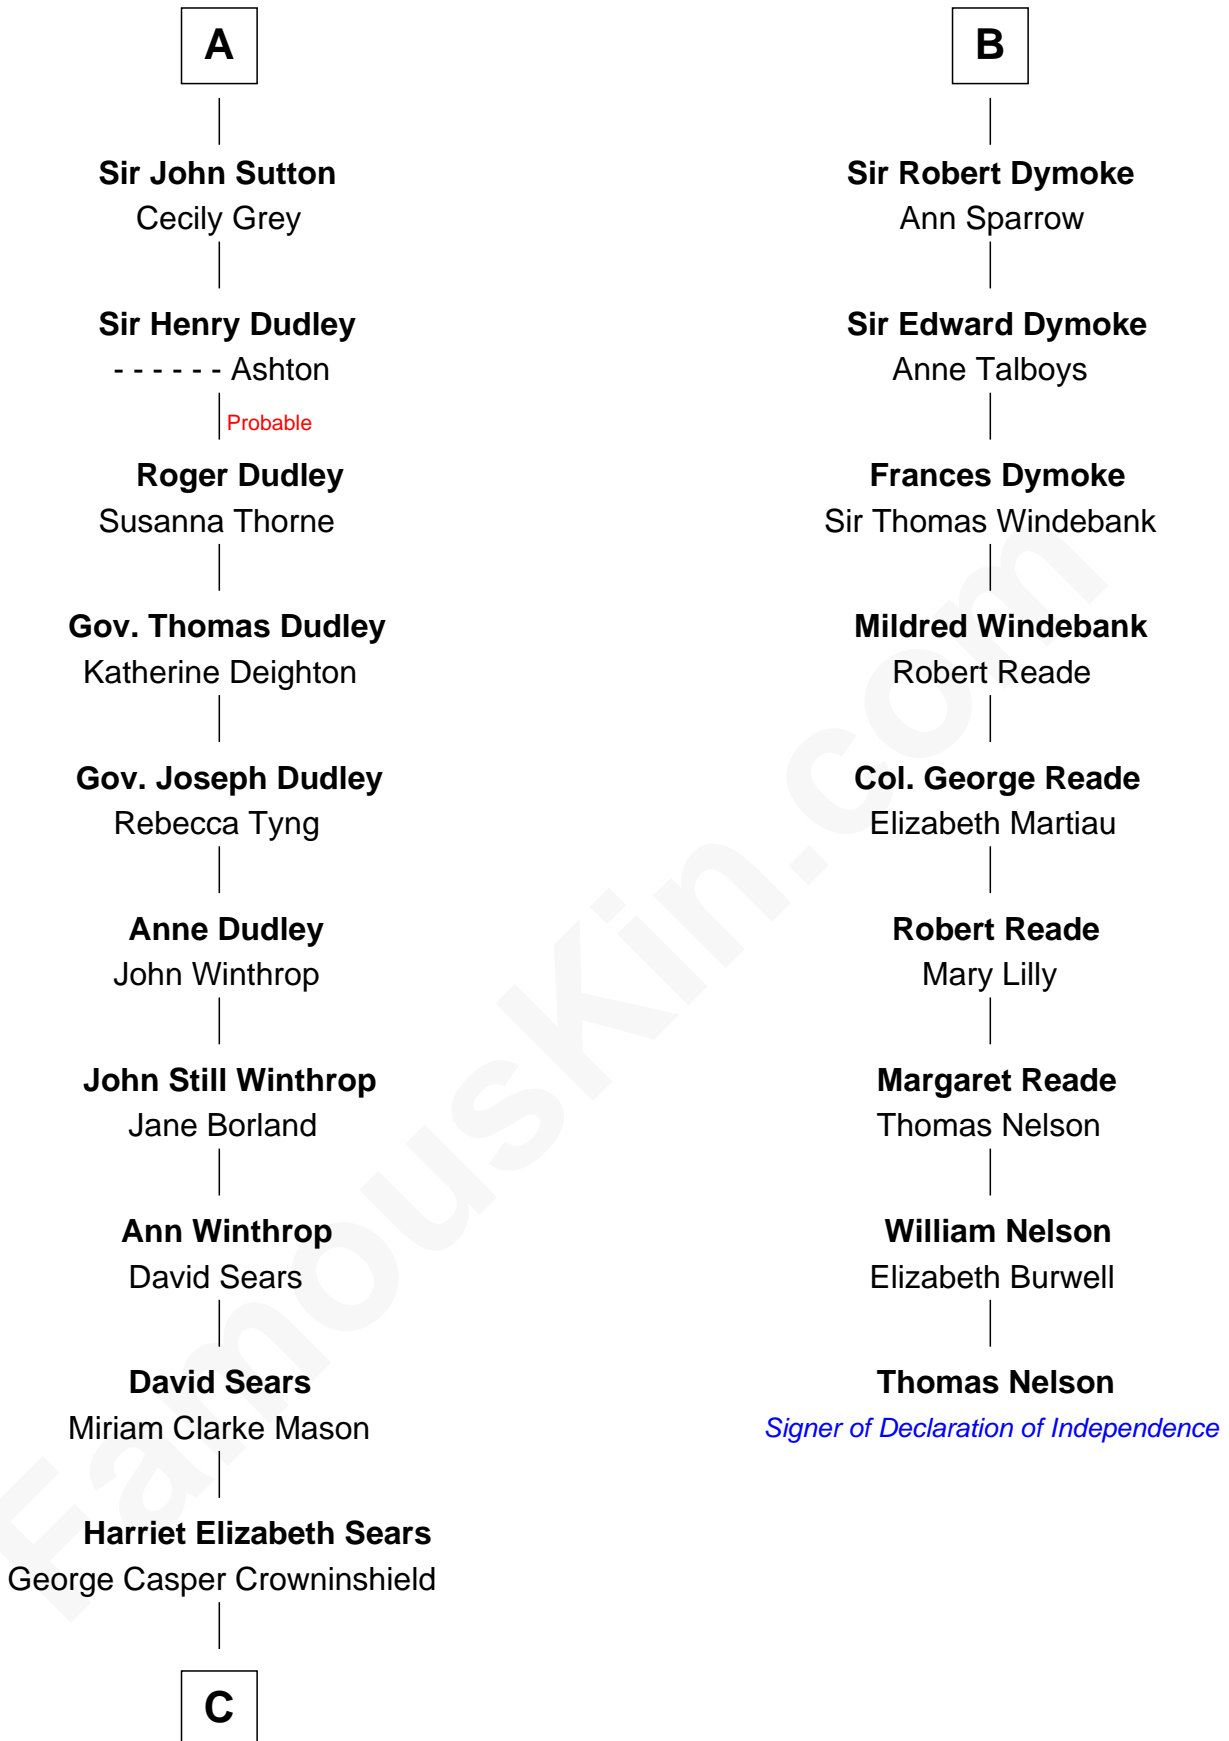 A
Sir John Sutton
Cecily Grey
Sir Henry Dudley
- - - - - - Ashton
Probable
Roger Dudley
Susanna Thorne
Gov. Thomas Dudley
Katherine Deighton
Gov. Joseph Dudley
Rebecca Tyng
Anne Dudley
John Winthrop
John Still Winthrop
Jane Borland
Ann Winthrop
David Sears
David Sears
Miriam Clarke Mason
Harriet Elizabeth Sears
George Casper Crowninshield
C
B
Sir Robert Dymoke
Ann Sparrow
Sir Edward Dymoke
Anne Talboys
Frances Dymoke
Sir Thomas Windebank
Mildred Windebank
Robert Reade
Col. George Reade
Elizabeth Martiau
Robert Reade
Mary Lilly
Margaret Reade
Thomas Nelson
William Nelson
Elizabeth Burwell
Thomas Nelson
Signer of Declaration of Independence
FamousKin.com